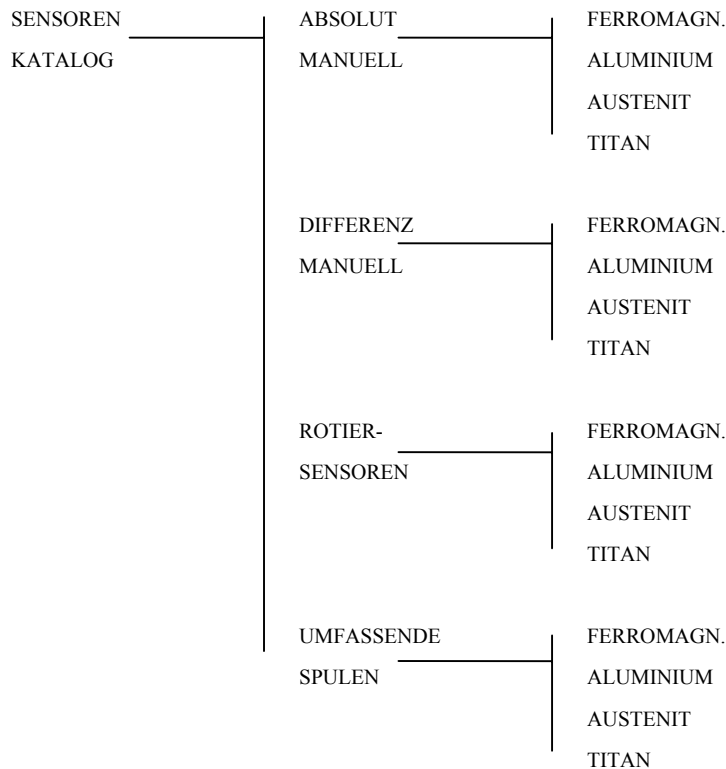 SENSOREN
KATALOG
ABSOLUT
MANUELL
FERROMAGN.
ALUMINIUM
AUSTENIT
TITAN
DIFFERENZ
MANUELL
FERROMAGN.
ALUMINIUM
AUSTENIT
TITAN
ROTIER-
SENSOREN
FERROMAGN.
ALUMINIUM
AUSTENIT
TITAN
UMFASSENDE
SPULEN
FERROMAGN.
ALUMINIUM
AUSTENIT
TITAN